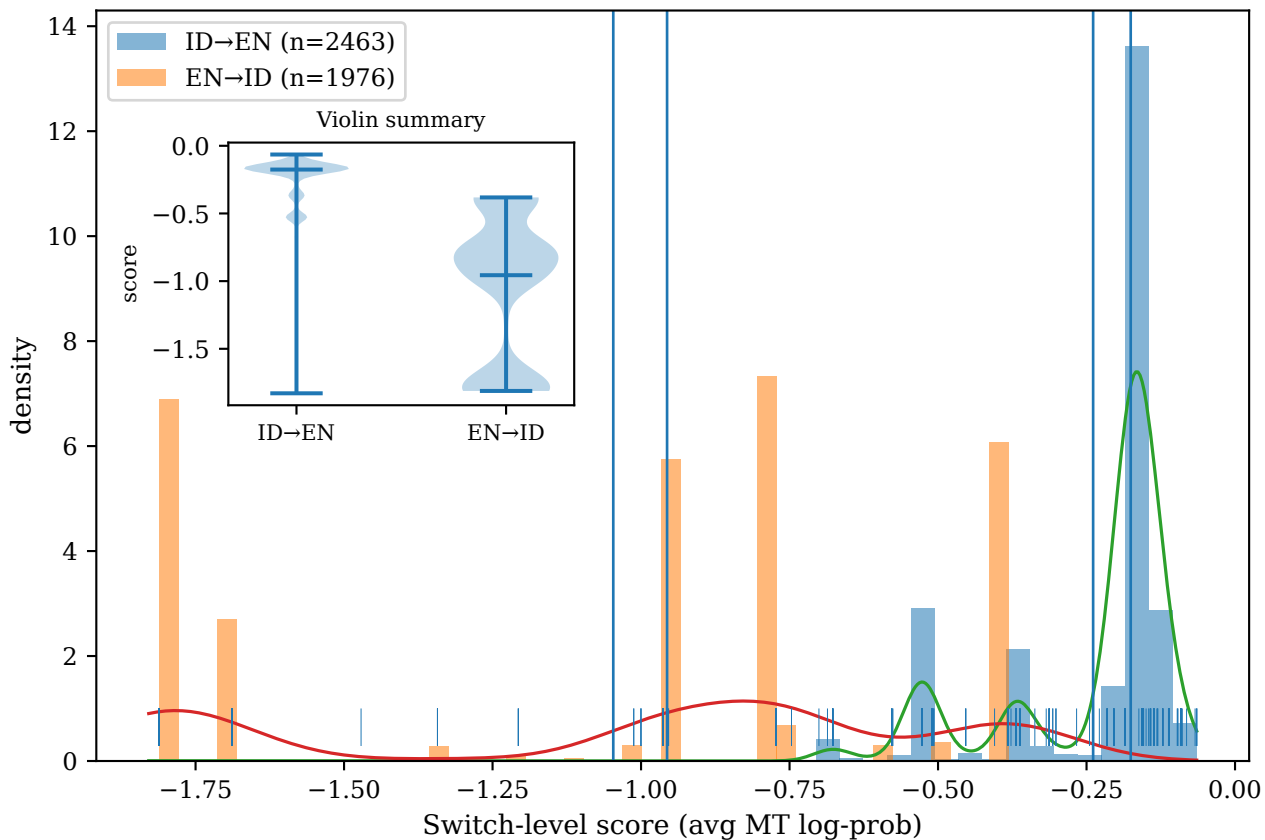 ID→EN (n=2463)
EN→ID (n=1976)
Violin summary
score
0.0
−0.5
−1.0
−1.5
ID→EN
EN→ID
density
14
12
10
8
6
4
2
0
−1.75
−1.50
−1.25
−1.00
−0.75
−0.50
−0.25
0.00
Switch-level score (avg MT log-prob)